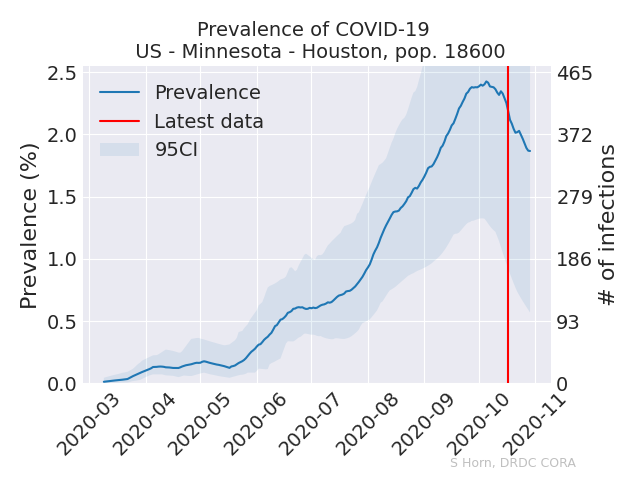 Prevalence of COVID-19
US - Minnesota - Houston, pop. 18600
Prevalence
Latest data
95CI
Prevalence (%)
2.5
2.0
1.5
1.0
0.5
0.0
465
372
279
186
93
0
# of infections
2020-03
2020-04
2020-05
2020-06
2020-07
2020-08
2020-09
2020-10
2020-11
S Horn, DRDC CORA